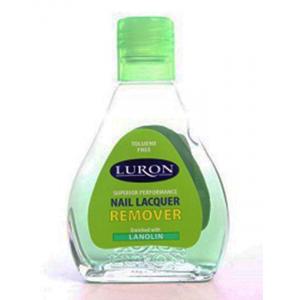 TOLUENE
FREE
LURON
SUPERIOR PERFORMANCE
NAIL LACQUER
REMOVER
Enriched with
LANOLIN